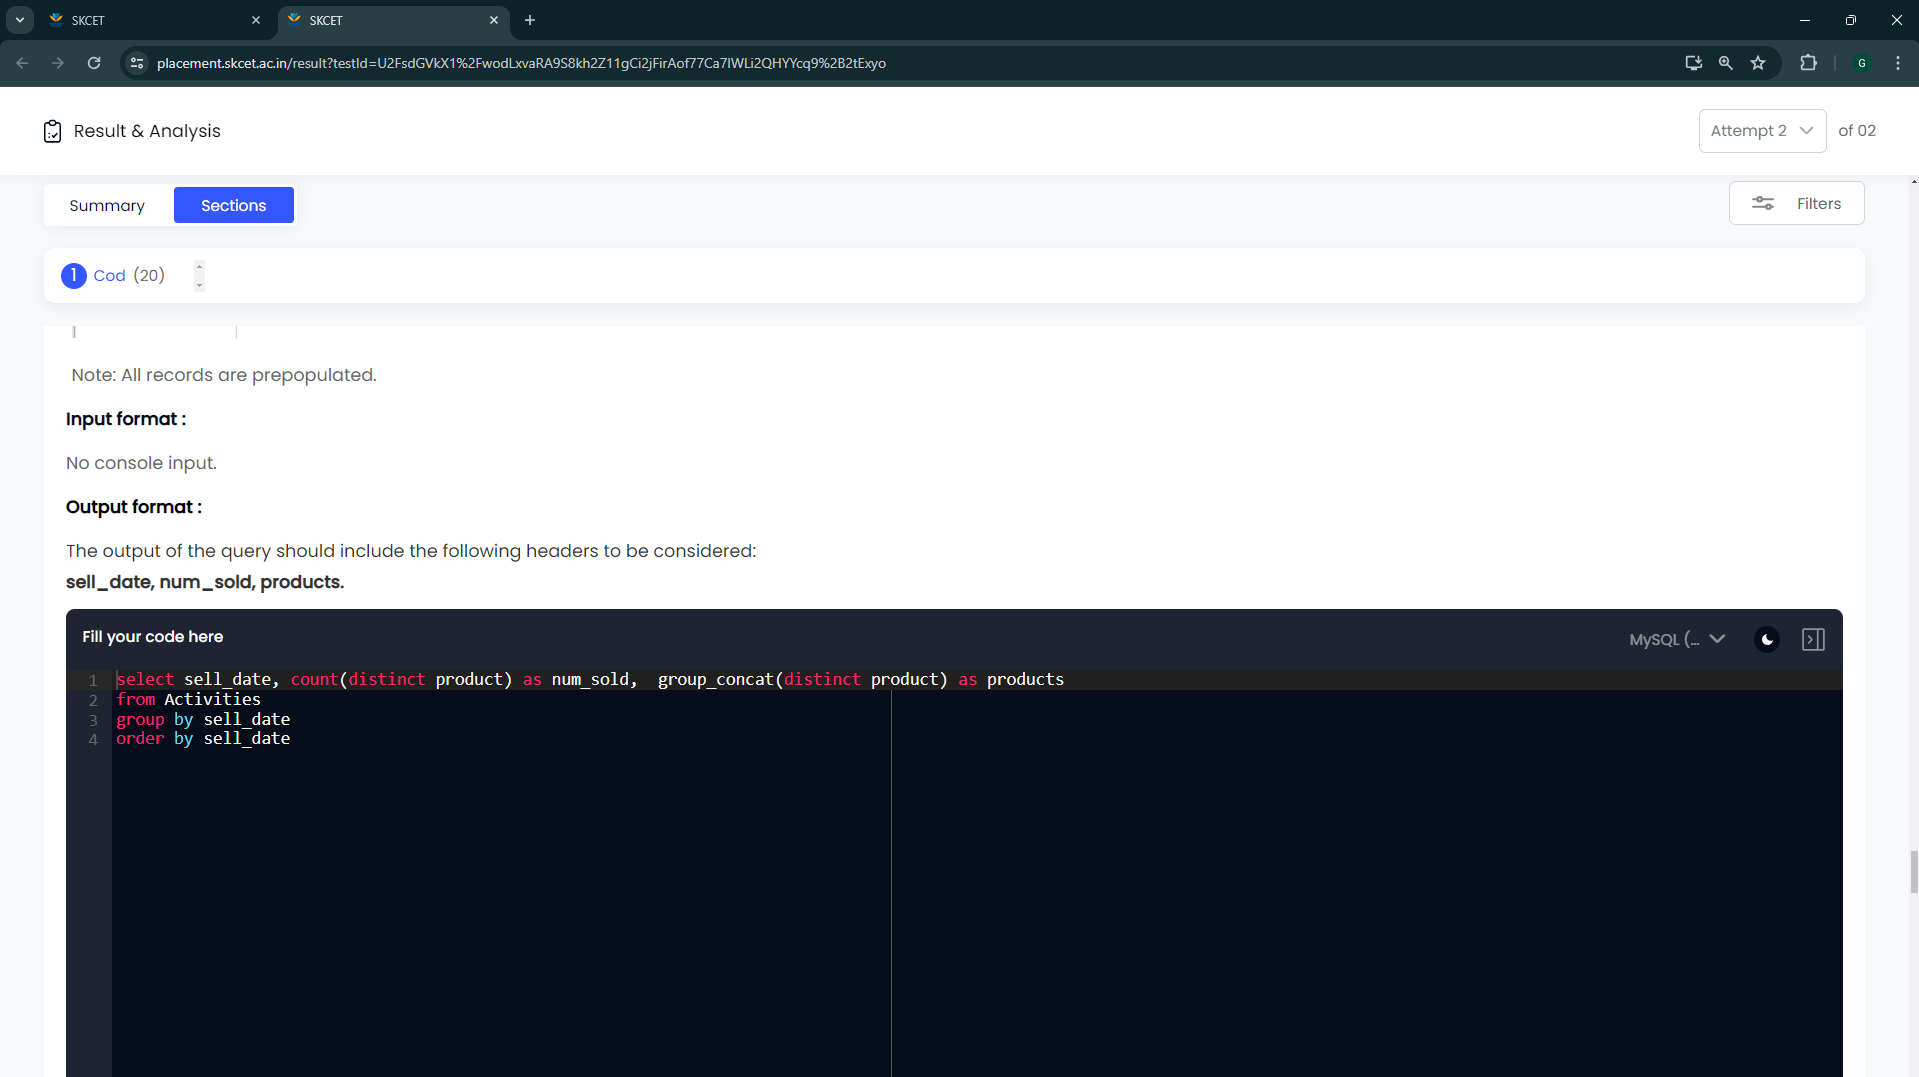 SKCET
SKCET
placement.skcet.ac.in/result?testId=U2FsdGVkX1%2FwodLxvaRA9S8kh2Z11gCi2jFirAof77Ca7IWLi2QHYYcq9%2B2tExyo
G
Result & Analysis
Attempt 2
of 02
Summary
Sections
Filters
1 Cod (20)
Note: All records are prepopulated.
Input format :
No console input.
Output format :
The output of the query should include the following headers to be considered:
sell_date, num_sold, products.
Fill your code here
MySQL (...
1 select sell_date, count(distinct product) as num_sold,  group_concat(distinct product) as products
2 from Activities
3 group by sell_date
4 order by sell_date